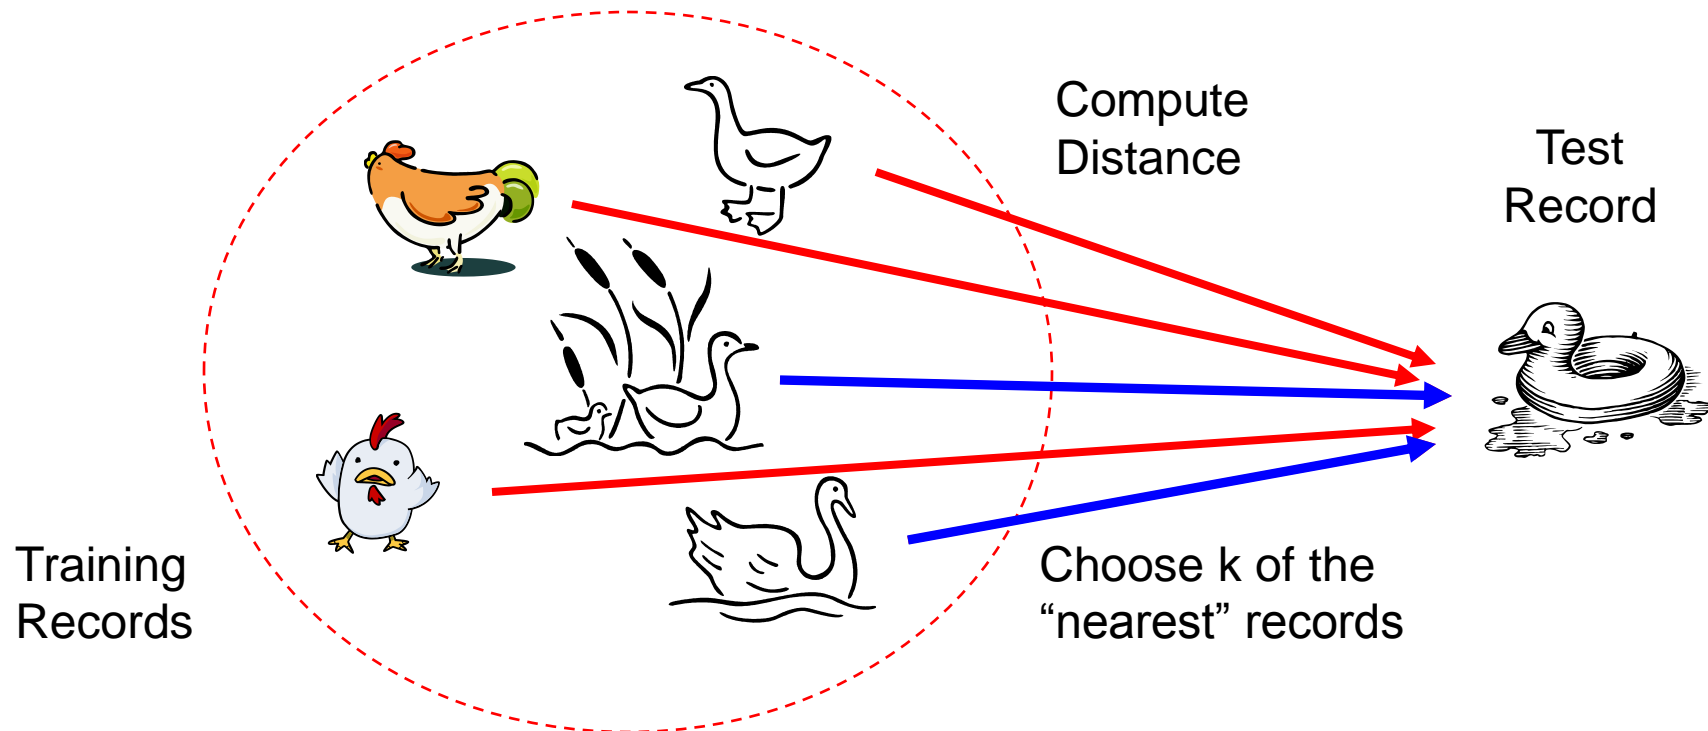 Compute
Distance
Test
Record
Training
Records
Choose k of the
“nearest” records